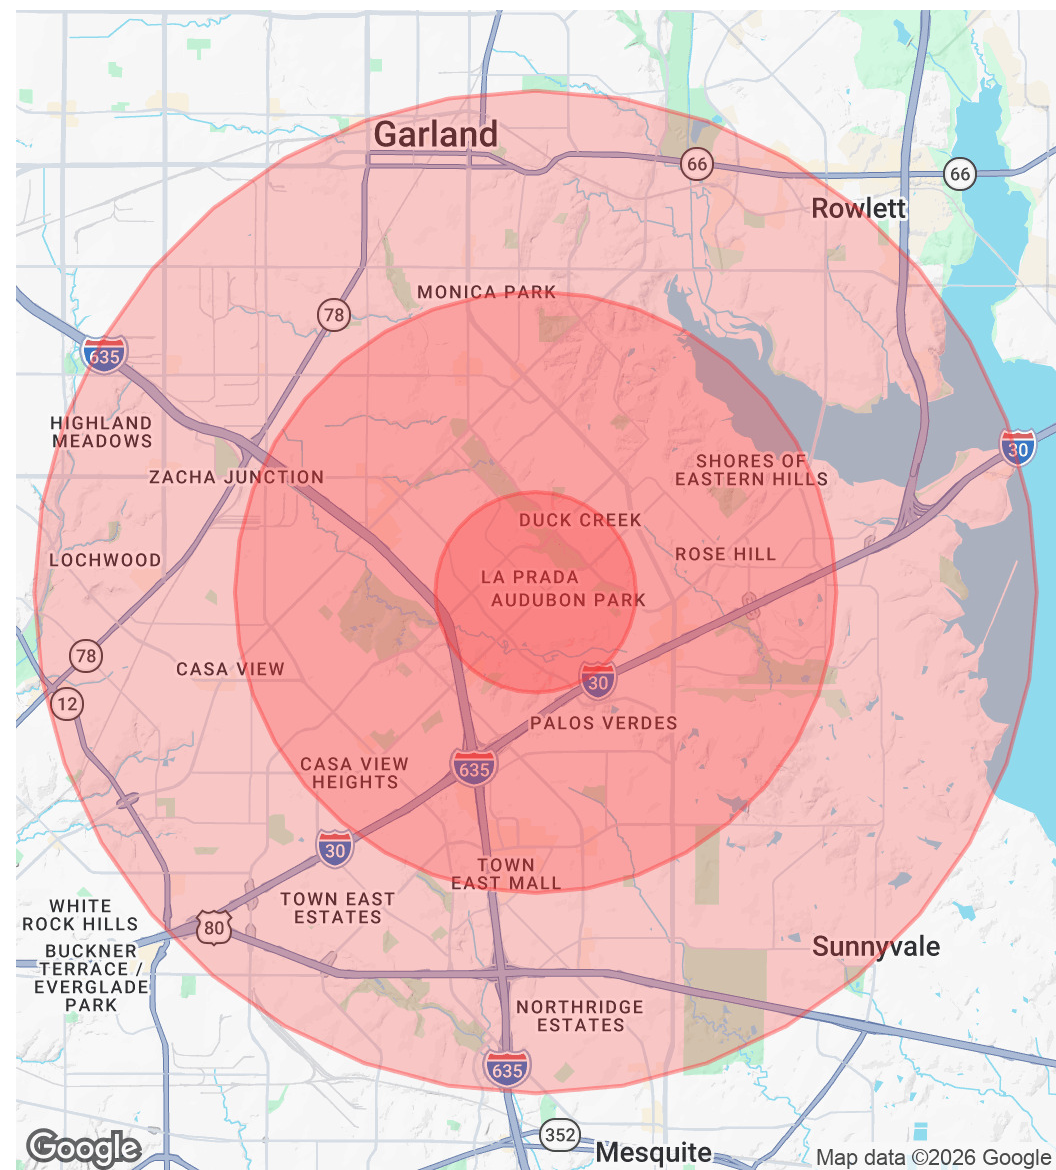 Garland
66
66
Rowlett
MONICA PARK
78
635
HIGHLAND
MEADOWS
30
ZACHA JUNCTION
SHORES OF
EASTERN HILLS
DUCK CREEK
LOCHWOOD
ROSE HILL
LA PRADA
AUDUBON PARK
78
CASA VIEW
30
12
PALOS VERDES
CASA VIEW
HEIGHTS
635
30
TOWN
EAST MALL
TOWN EAST
ESTATES
WHITE
ROCK HILLS
80
BUCKNER
TERRACE /
EVERGLADE
PARK
Sunnyvale
NORTHRIDGE
ESTATES
635
352
Google
Mesquite
Map data ©2026 Google